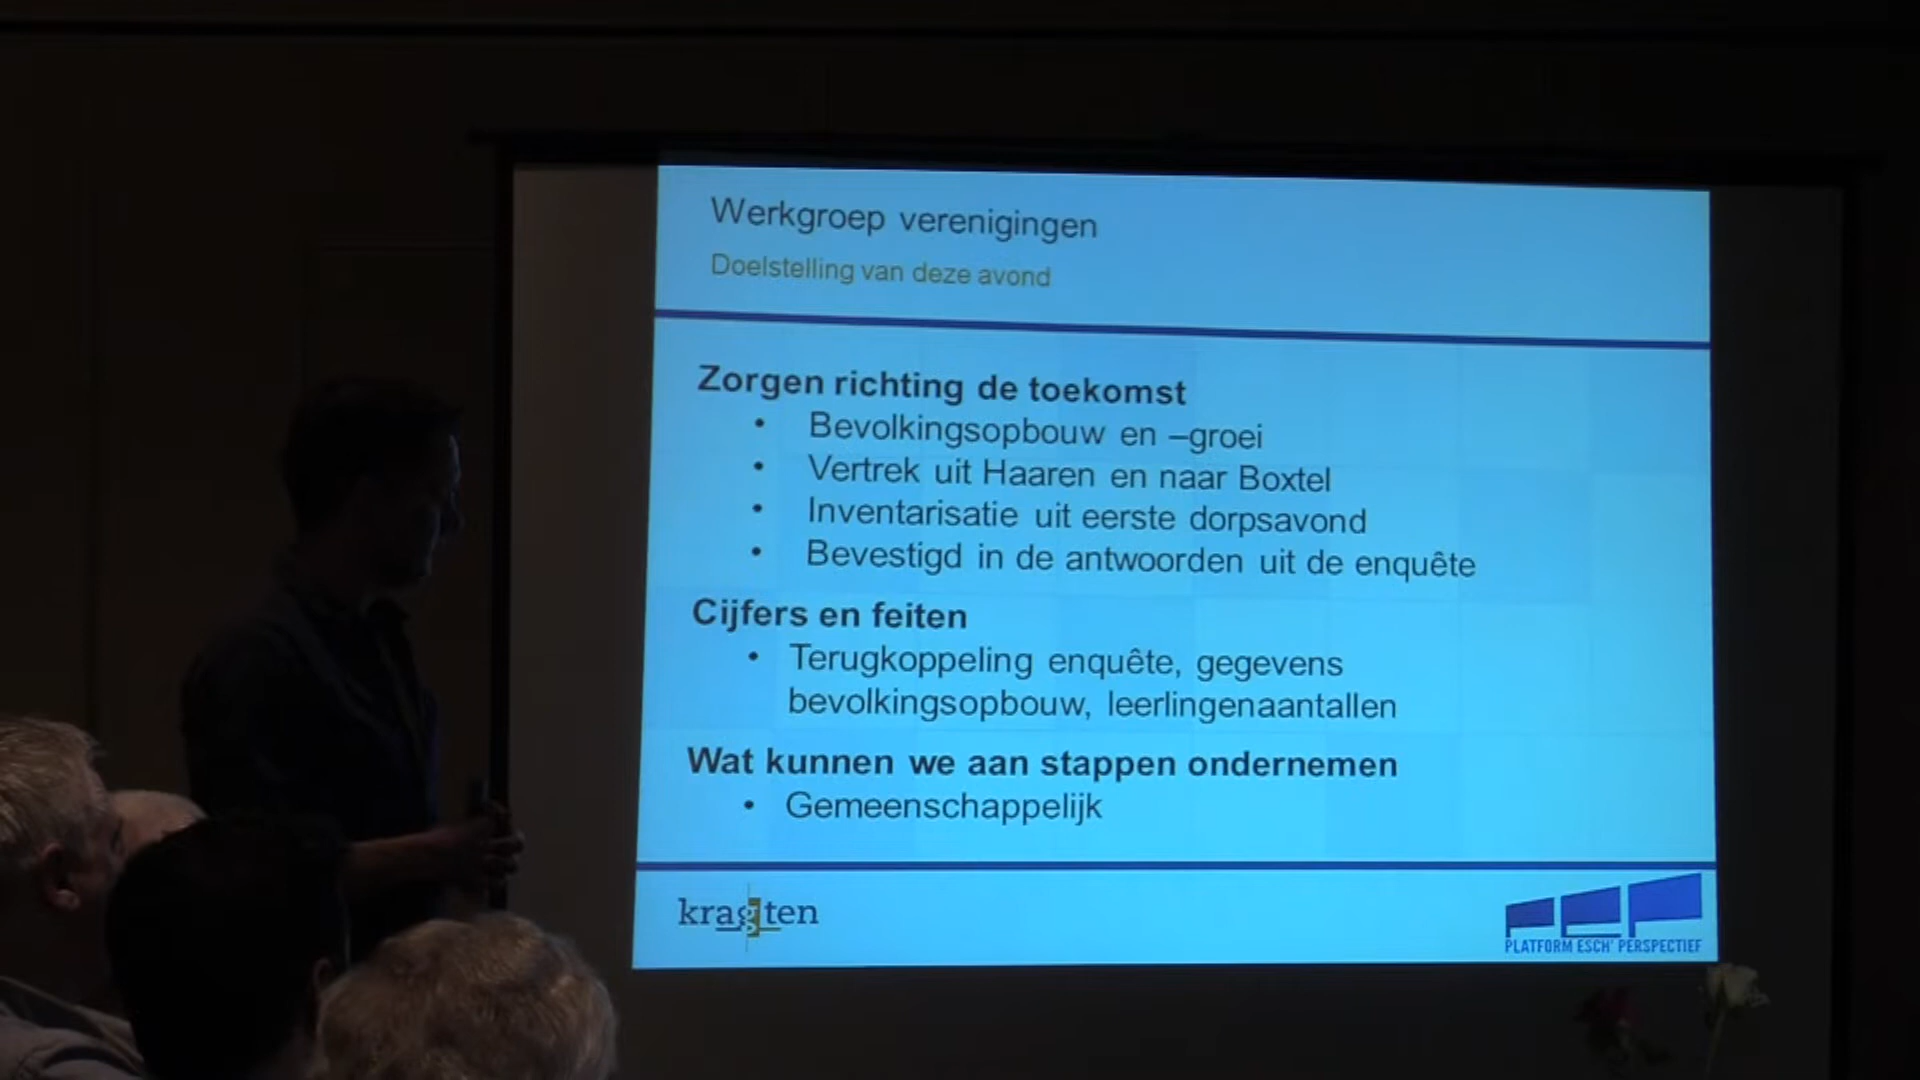 Werkgroep verenigingen
Doelstelling van deze avond
Zorgen richting de toekomst
• Bevolkingsopbouw en –groei
• Vertrek uit Haaren en naar Boxtel
• Inventarisatie uit eerste dorpsavond
• Bevestigd in de antwoorden uit de enquête
Cijfers en feiten
• Terugkoppeling enquête, gegevens
bevolkingsopbouw, leerlingenaantallen
Wat kunnen we aan stappen ondernemen
• Gemeenschappelijk
kragten
PEP
PLATFORM ESCH' PERSPECTIEF